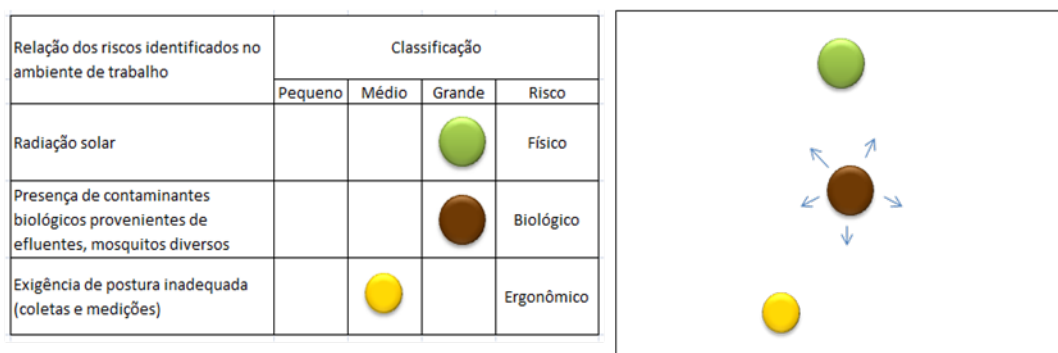 Relação dos riscos identificados no
ambiente de trabalho
Classificação
Pequeno Médio Grande Risco
Radiação solar
Físico
Presença de contaminantes
biológicos provenientes de
efluentes, mosquitos diversos
Biológico
Exigência de postura inadequada
(coletas e medições)
Ergonômico